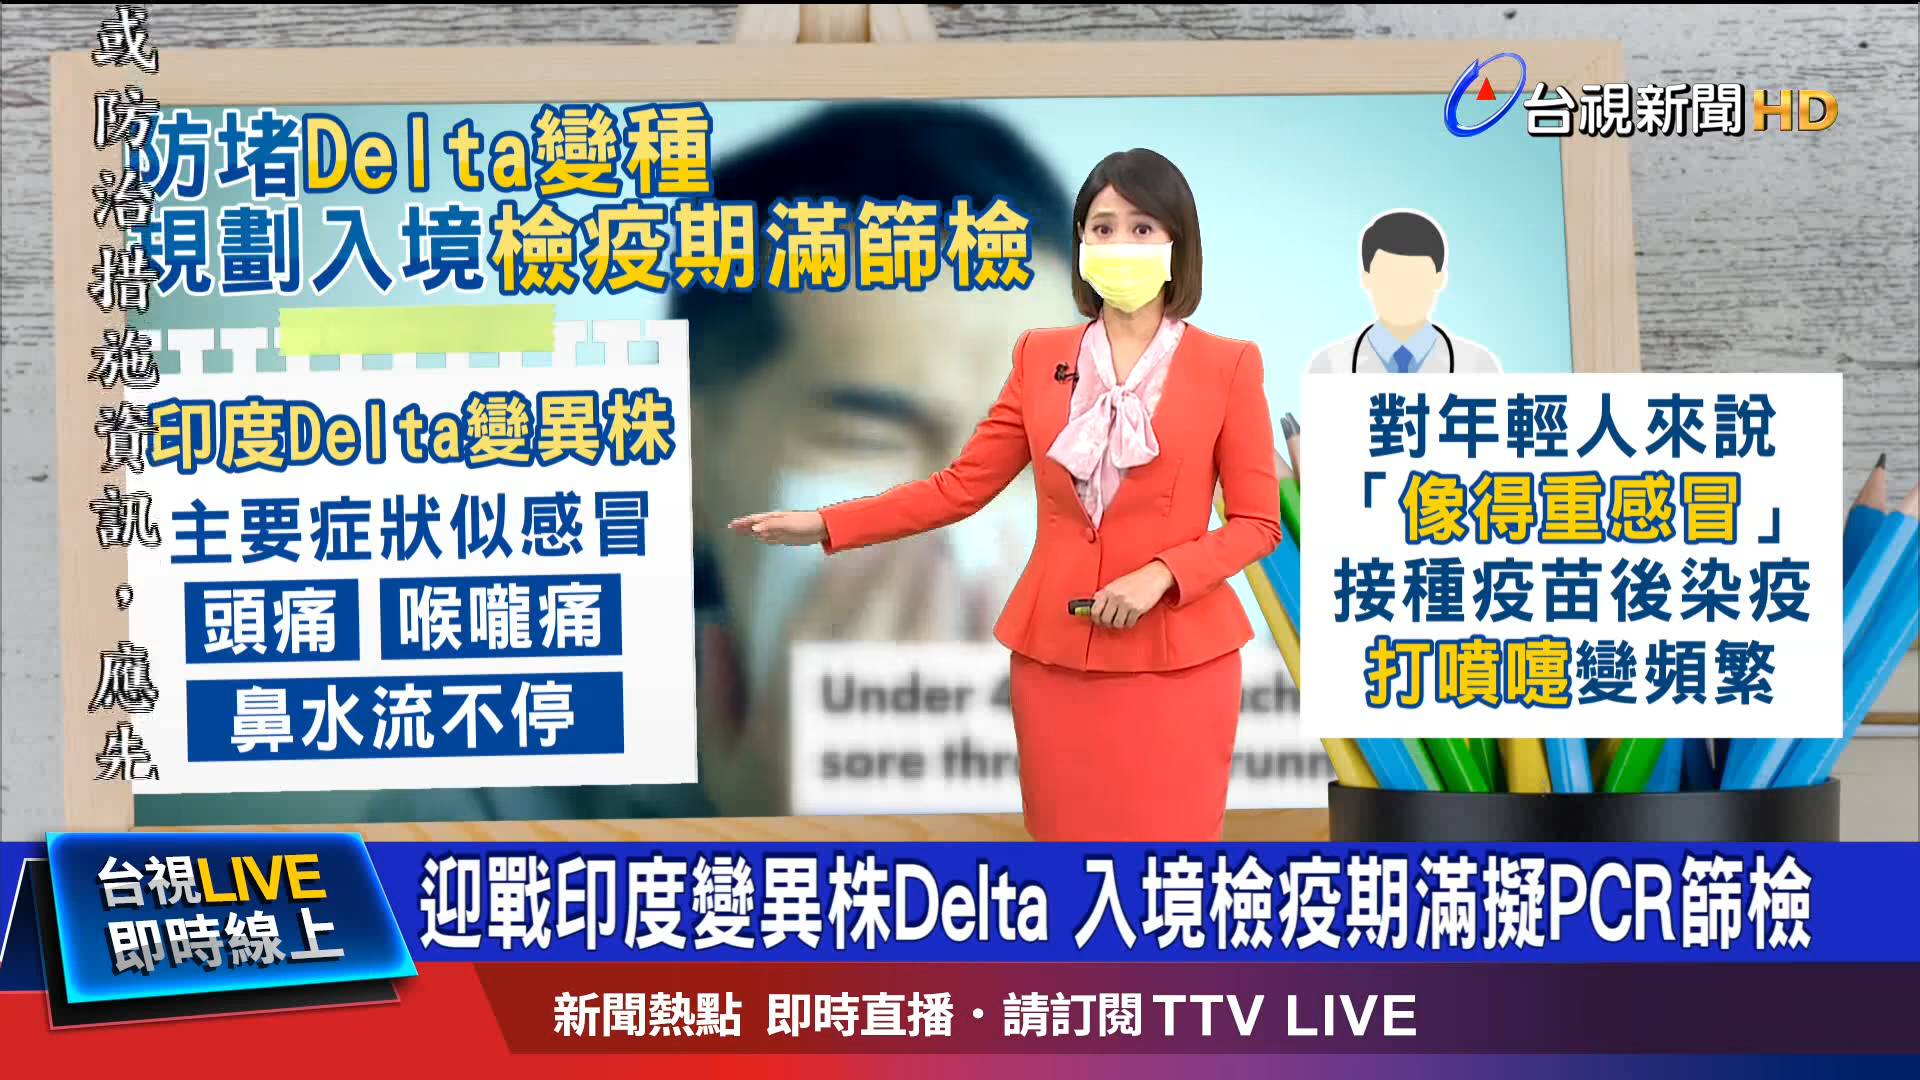 或防治措施資訊，應先
台視新聞HD
防堵Delta變種
規劃入境檢疫期滿篩檢
印度Delta變異株
主要症狀似感冒
頭痛 喉嚨痛
鼻水流不停
對年輕人來說
「像得重感冒」
接種疫苗後染疫
打噴嚏變頻繁
Under
sore
台視LIVE
即時線上
迎戰印度變異株Delta 入境檢疫期滿擬PCR篩檢
新聞熱點 即時直播・請訂閱TTV LIVE